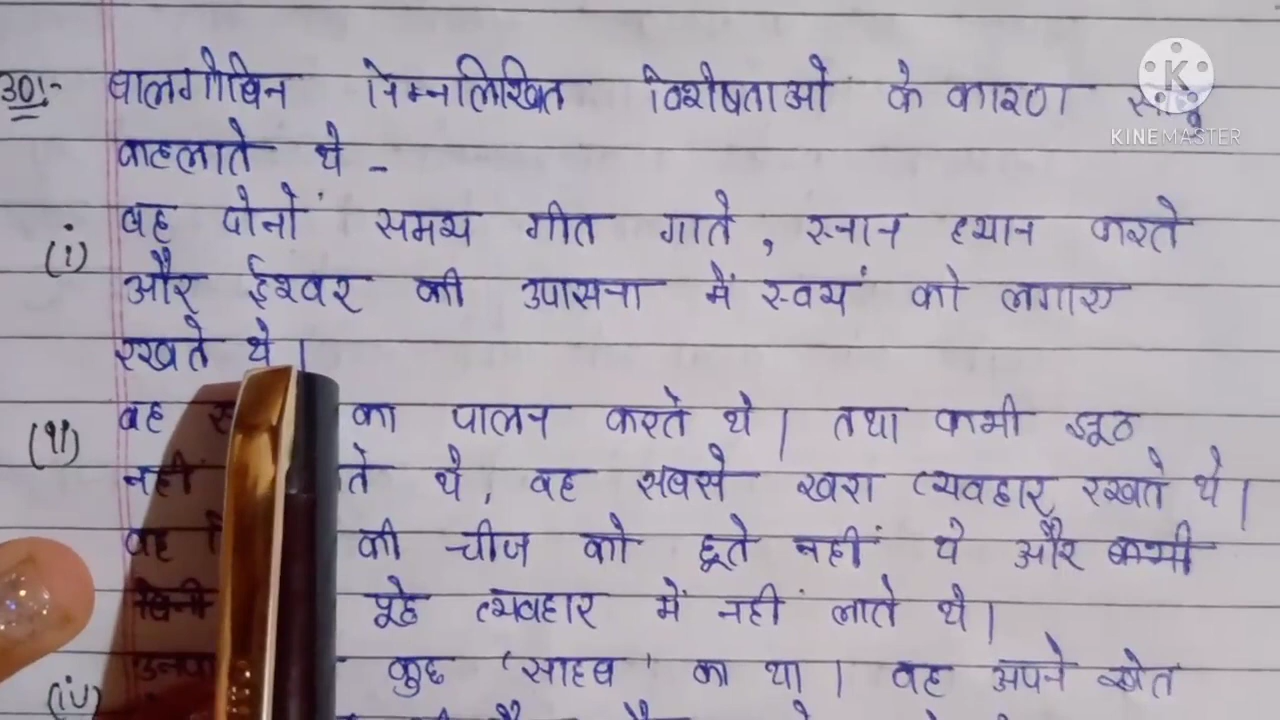 उ0!- बालगोबिन निम्नलिखित विशेषताओं के कारण
कहलाते थे -
(i) वह दोनों समय गीत गाते, स्नान ध्यान करते
और ईश्वर की उपासना में स्वयं को लगाए
रखते थे।
(ii) वह का पालन करते थे। तथा कभी झूठ
नहीं ते थे, वह सबसे खरा व्यवहार रखते थे।
वह की चीज को छूते नहीं थे और कभी
बिनी पूछे व्यवहार में नहीं लाते थे।
(iv) कुछ 'साहब' का था। वह अपने खेत
K
KINEMASTER